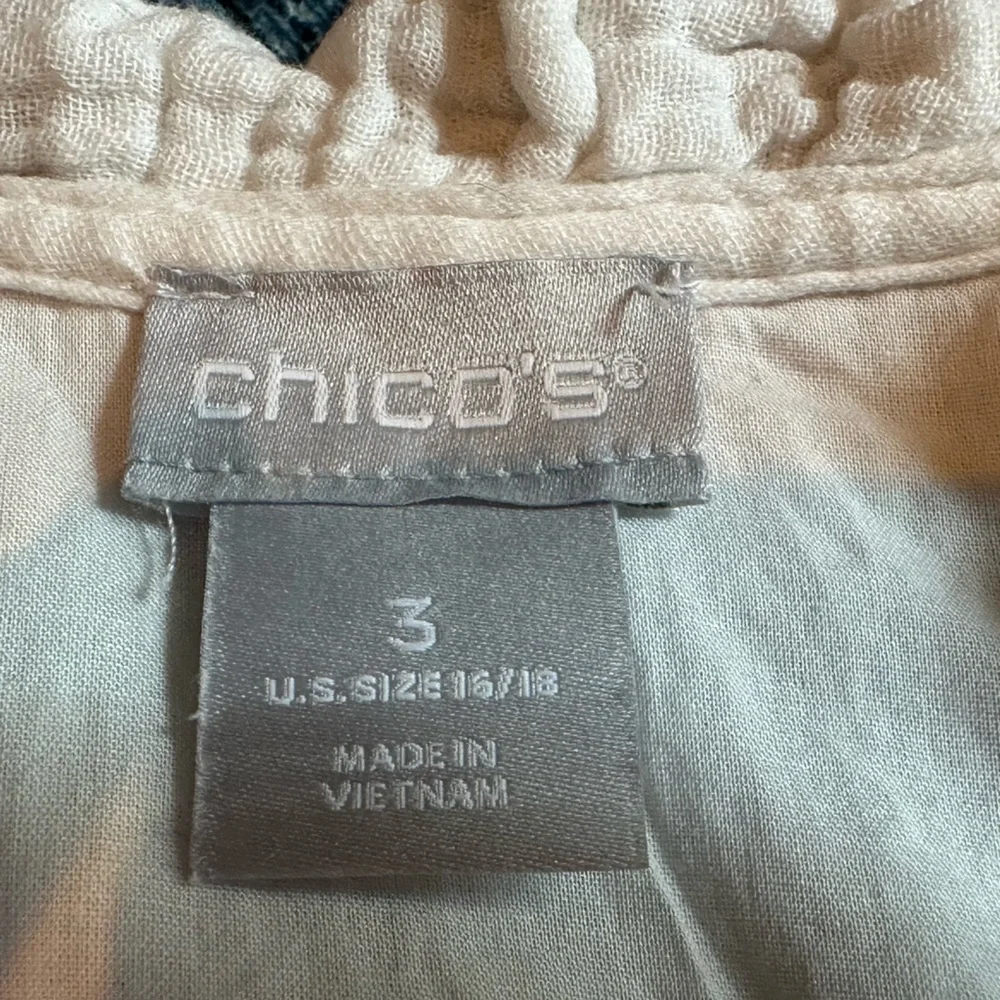 chico's®
3
U.S. SIZE 16/18
MADE IN
VIETNAM